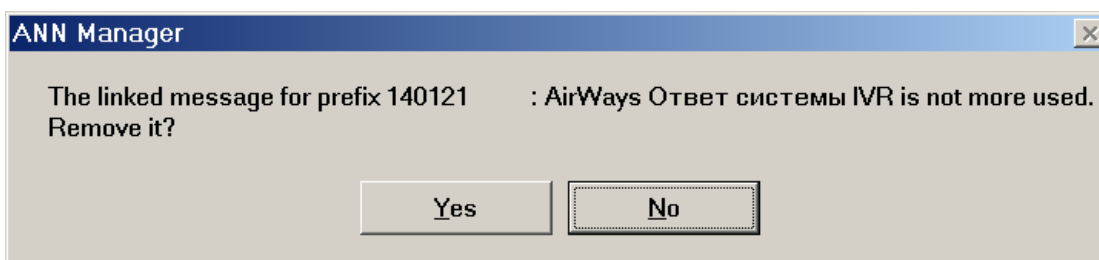 ANN Manager
The linked message for prefix 140121 : AirWays Ответ системы IVR is not more used.
Remove it?
Yes No